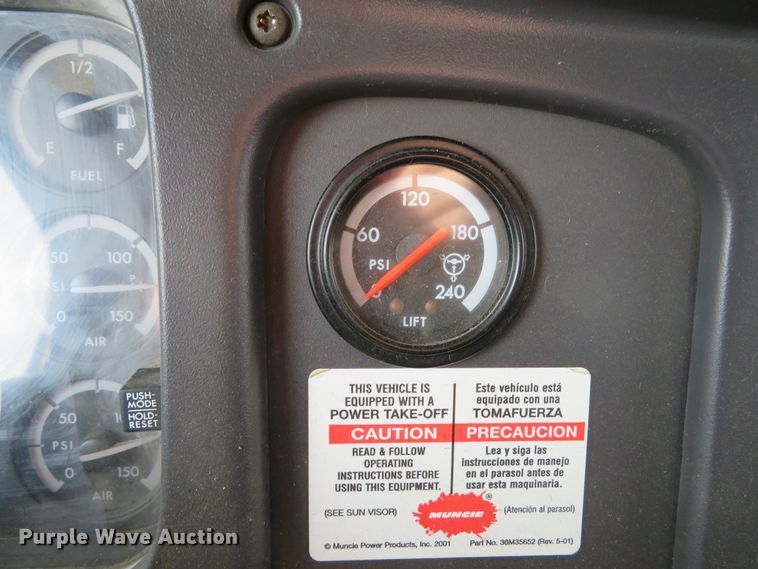 1/2
E
F
FUEL
50
100
PSI
0
150
AIR
50
PSI
0
150
AIR
PUSH-
MODE
HOLD-
RESET
120
60
180
PSI
0
240
LIFT
THIS VEHICLE IS
EQUIPPED WITH A
POWER TAKE-OFF
CAUTION
READ & FOLLOW
OPERATING
INSTRUCTIONS BEFORE
USING THIS EQUIPMENT.
(SEE SUN VISOR)
Este vehículo está
equipado con una
TOMAFUERZA
PRECAUCION
Lea y siga las
instrucciones de manejo
en el parasol antes de
usar esta maquinaria.
(Atención al parasol)
MUNCIE ®
© Muncie Power Products, Inc. 2001
Part No. 36M35652 (Rev. 5-01)
Purple Wave Auction